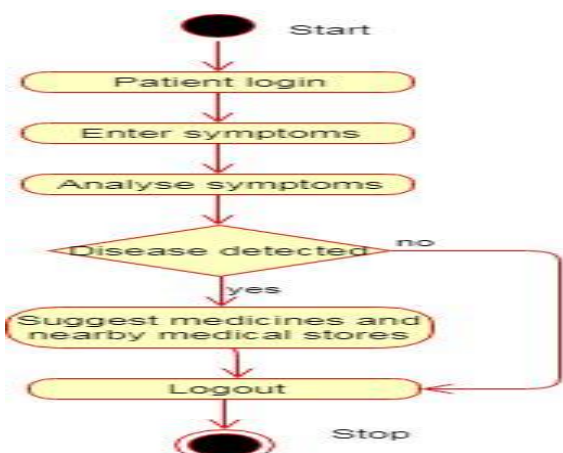 Start
Patient login
Enter symptoms
Analyse symptoms
Disease detected
no
yes
Suggest medicines and
nearby medical stores
Logout
Stop